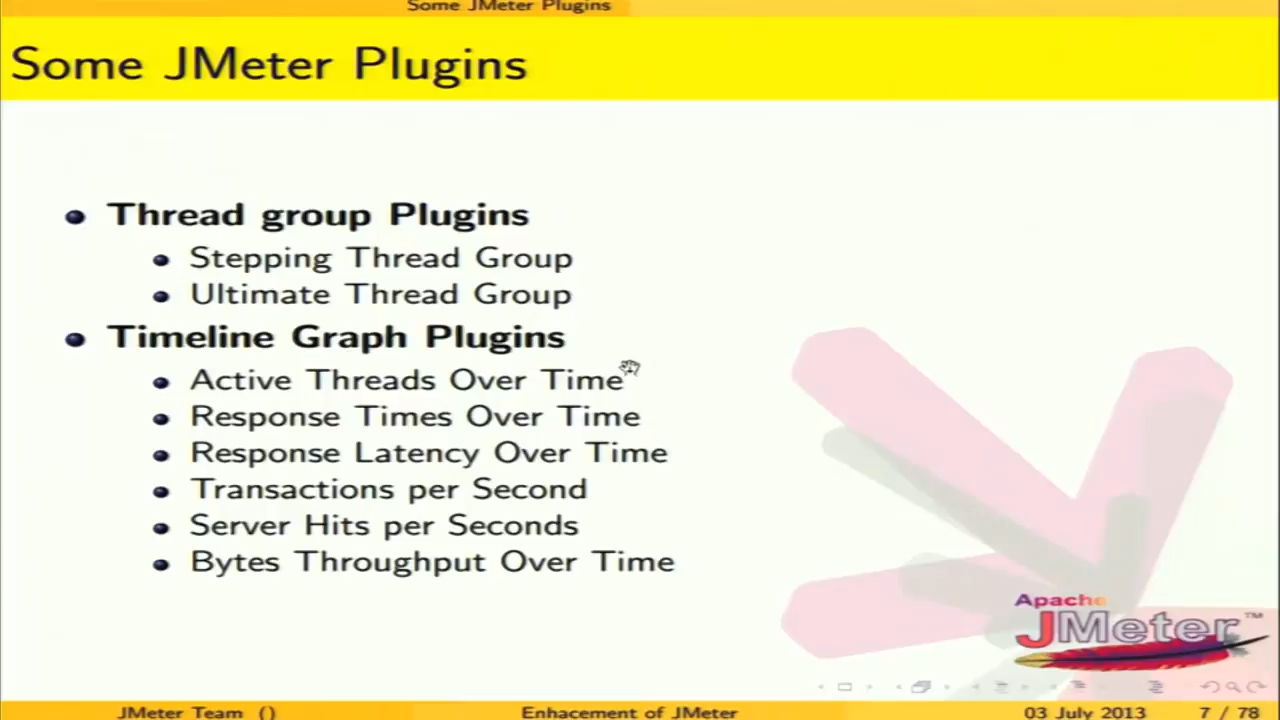 Some JMeter Plugins
Some JMeter Plugins
Thread group Plugins
Stepping Thread Group
Ultimate Thread Group
Timeline Graph Plugins
Active Threads Over Time
Response Times Over Time
Response Latency Over Time
Transactions per Second
Server Hits per Seconds
Bytes Throughput Over Time
Apache
JMeter™
JMeter Team () Enhacement of JMeter 03 July 2013 7 / 78